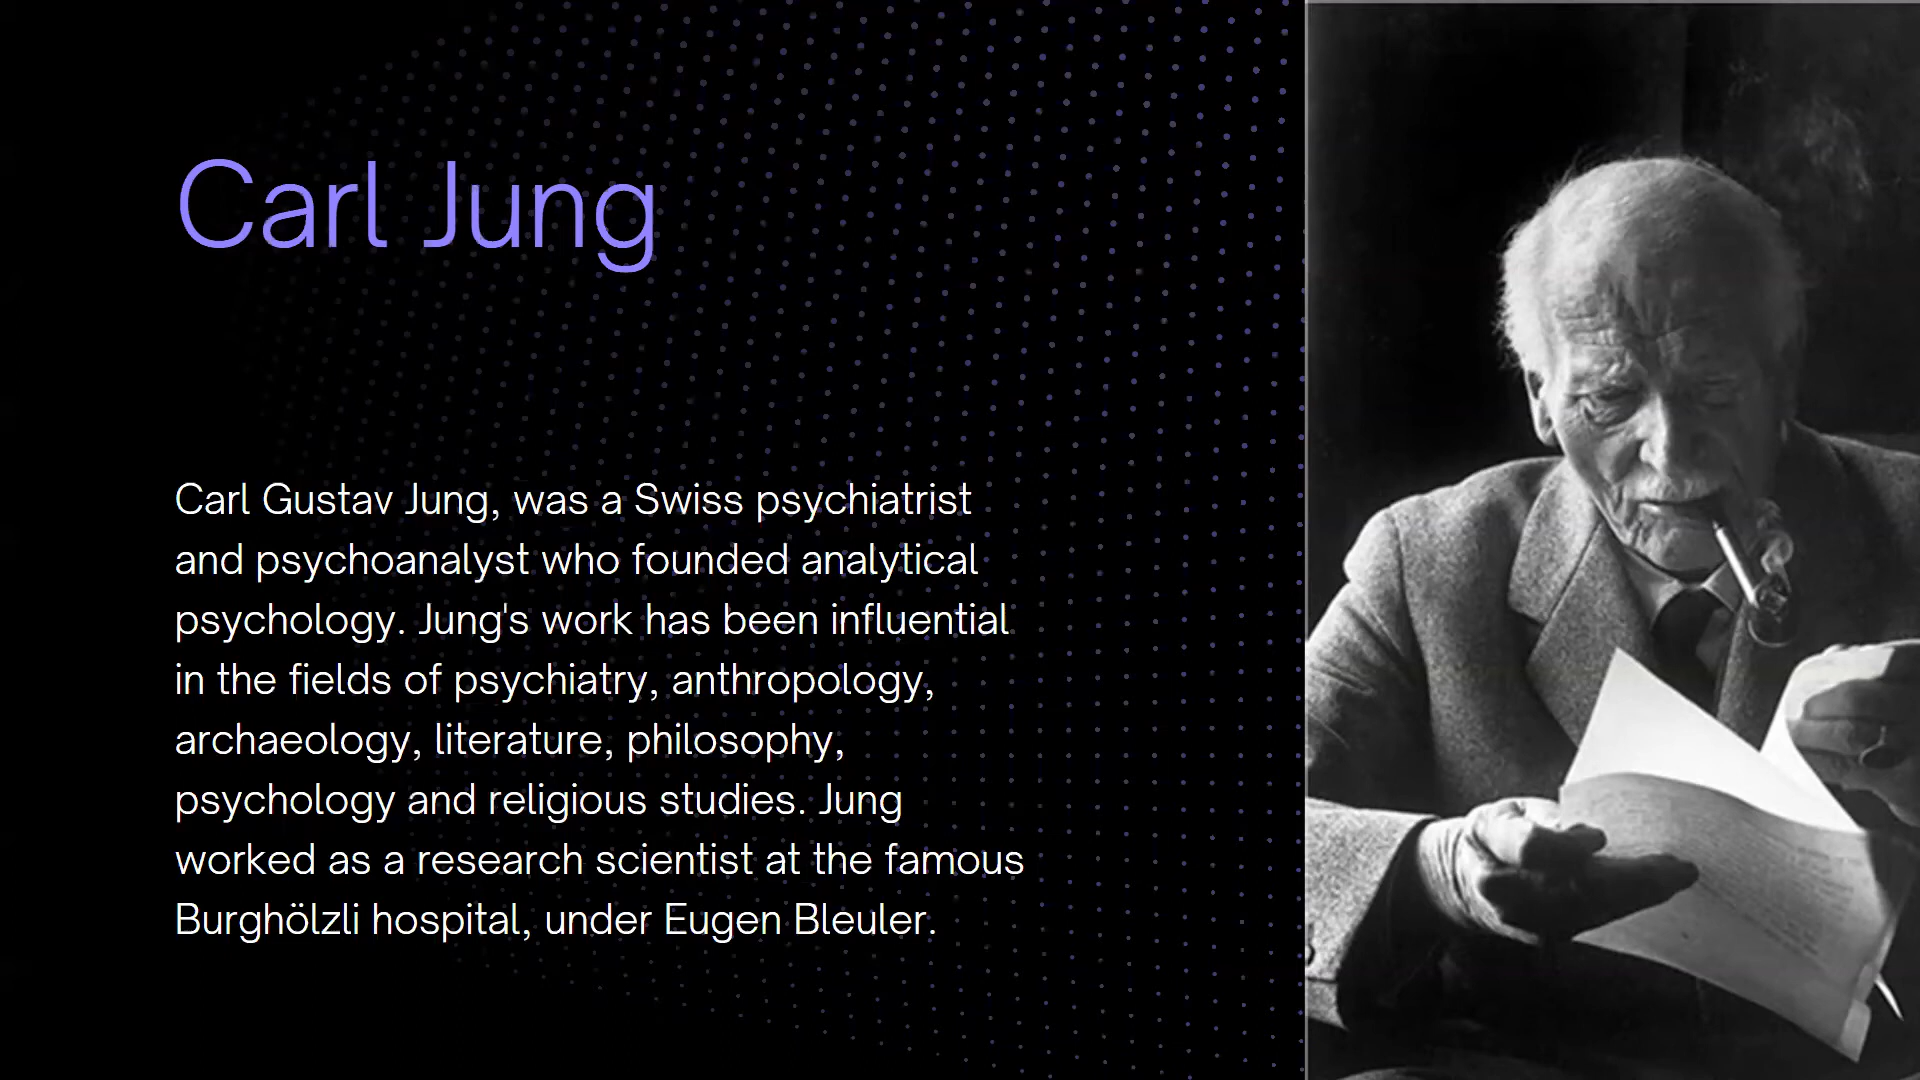 Carl Jung
Carl Gustav Jung, was a Swiss psychiatrist
and psychoanalyst who founded analytical
psychology. Jung's work has been influential
in the fields of psychiatry, anthropology,
archaeology, literature, philosophy,
psychology and religious studies. Jung
worked as a research scientist at the famous
Burghölzli hospital, under Eugen Bleuler.